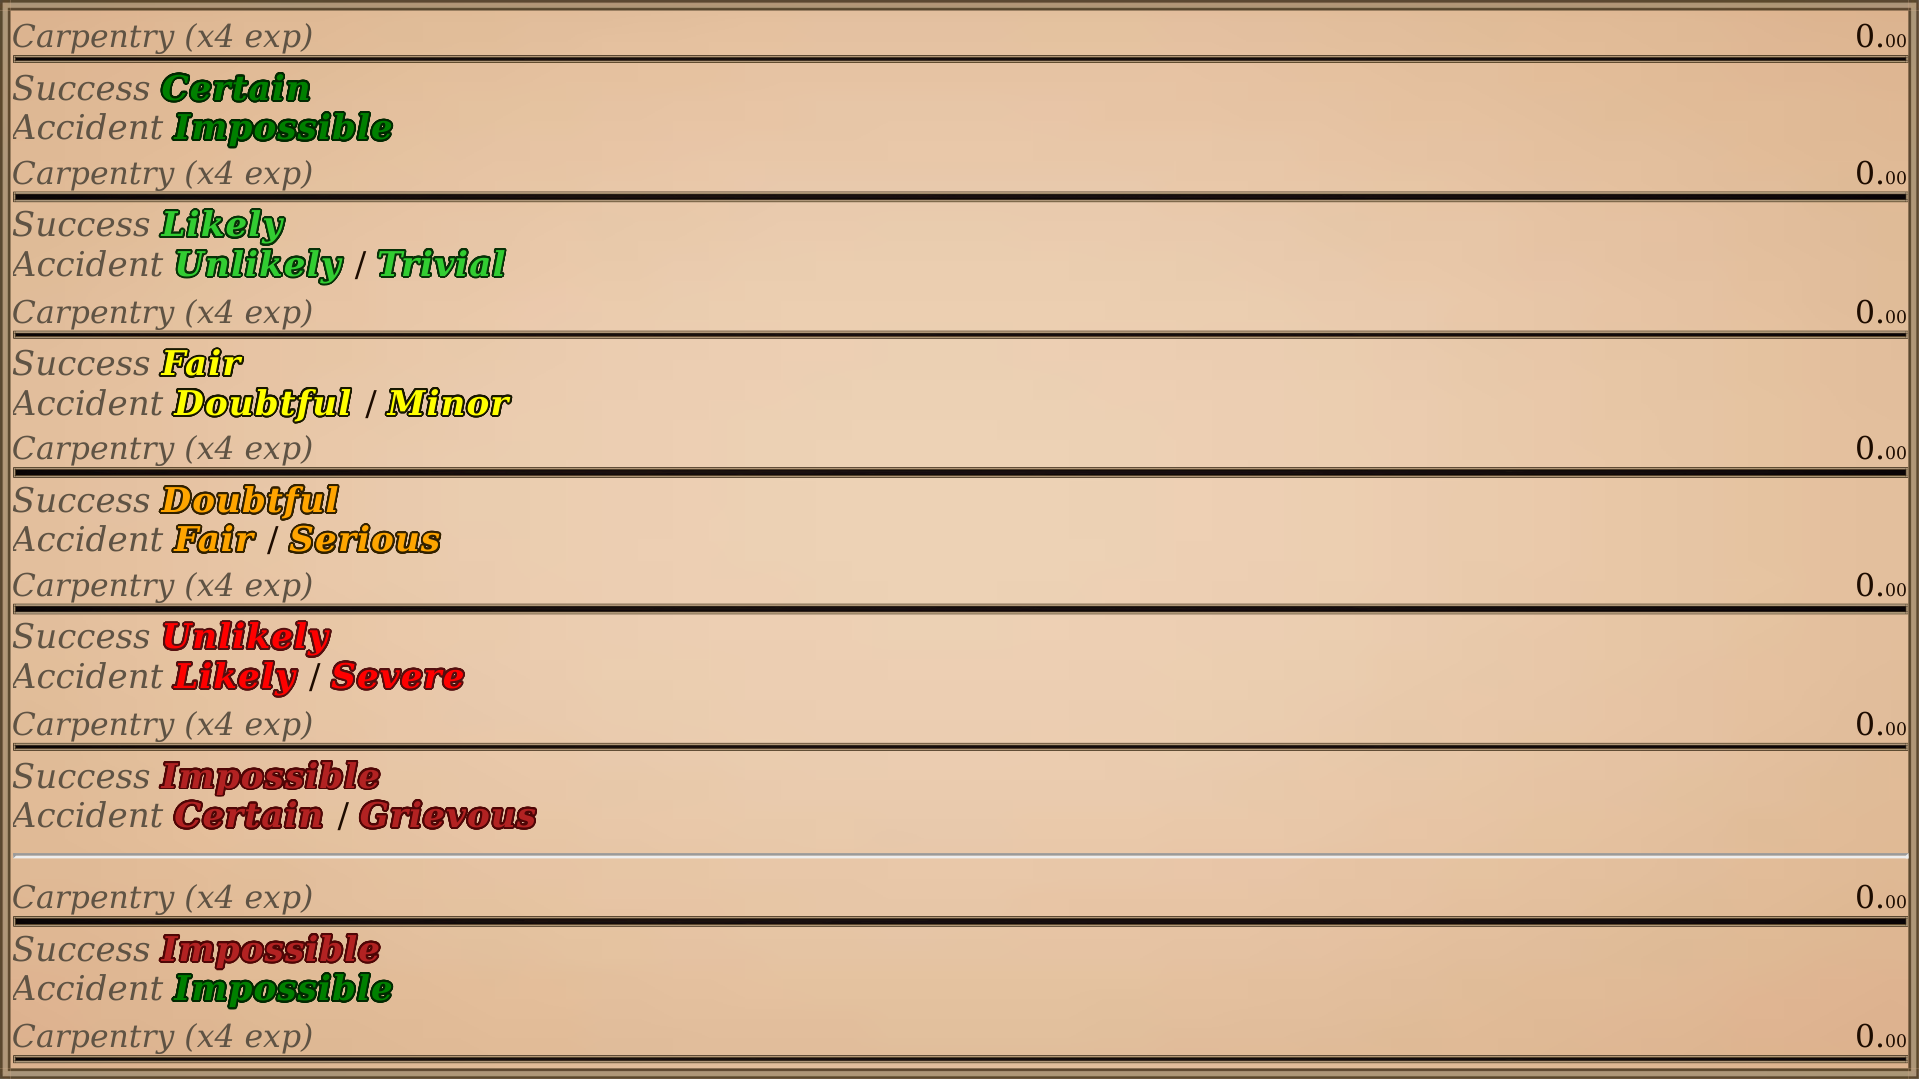 Carpentry (x4 exp) 0.00
Success Certain
Accident Impossible
Carpentry (x4 exp) 0.00
Success Likely
Accident Unlikely / Trivial
Carpentry (x4 exp) 0.00
Success Fair
Accident Doubtful / Minor
Carpentry (x4 exp) 0.00
Success Doubtful
Accident Fair / Serious
Carpentry (x4 exp) 0.00
Success Unlikely
Accident Likely / Severe
Carpentry (x4 exp) 0.00
Success Impossible
Accident Certain / Grievous
Carpentry (x4 exp) 0.00
Success Impossible
Accident Impossible
Carpentry (x4 exp) 0.00